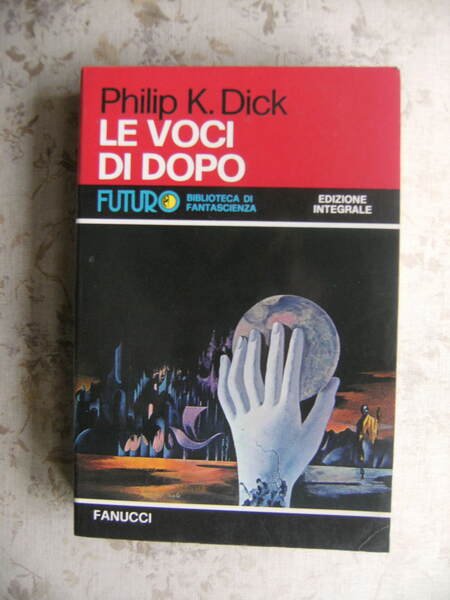 Philip K. Dick
LE VOCI
DI DOPO
FUTURO
BIBLIOTECA DI
FANTASCIENZA
EDIZIONE
INTEGRALE
FANUCCI